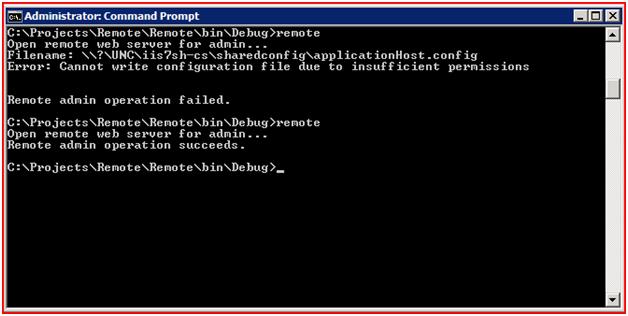 Administrator: Command Prompt
C:\Projects\Remote\Remote\bin\Debug>remote
Open remote web server for admin...
Filename: \\?\UNC\iis7sh-cs\sharedconfig\applicationHost.config
Error: Cannot write configuration file due to insufficient permissions
Remote admin operation failed.
C:\Projects\Remote\Remote\bin\Debug>remote
Open remote web server for admin...
Remote admin operation succeeds.
C:\Projects\Remote\Remote\bin\Debug>_